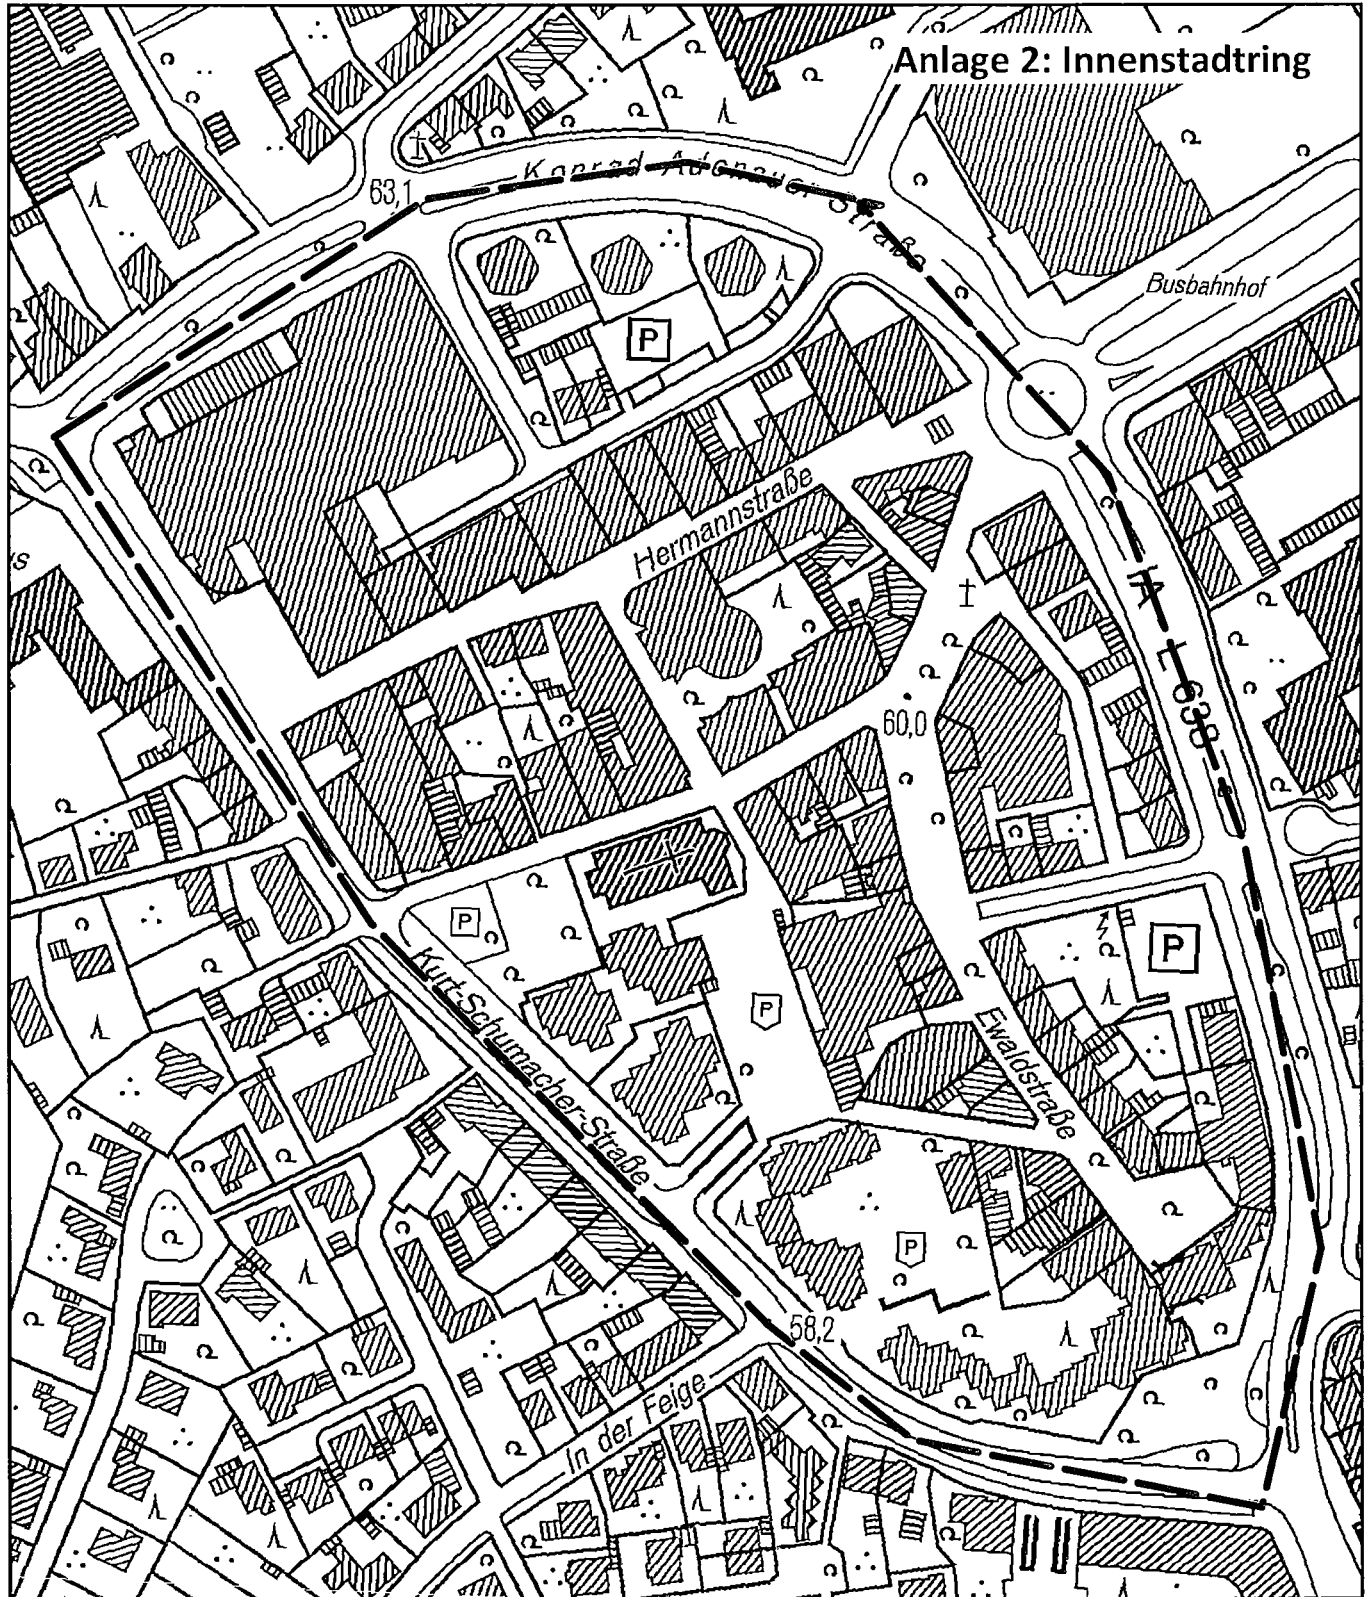 Anlage 2: Innenstadtring
63,1
Konrad-Adenauer-Straße
Busbahnhof
P
Hermannstraße
L 638
60,0
P
P
Kurt-Schumacher-Straße
P
Ewaldstraße
P
58,2
In der Feige